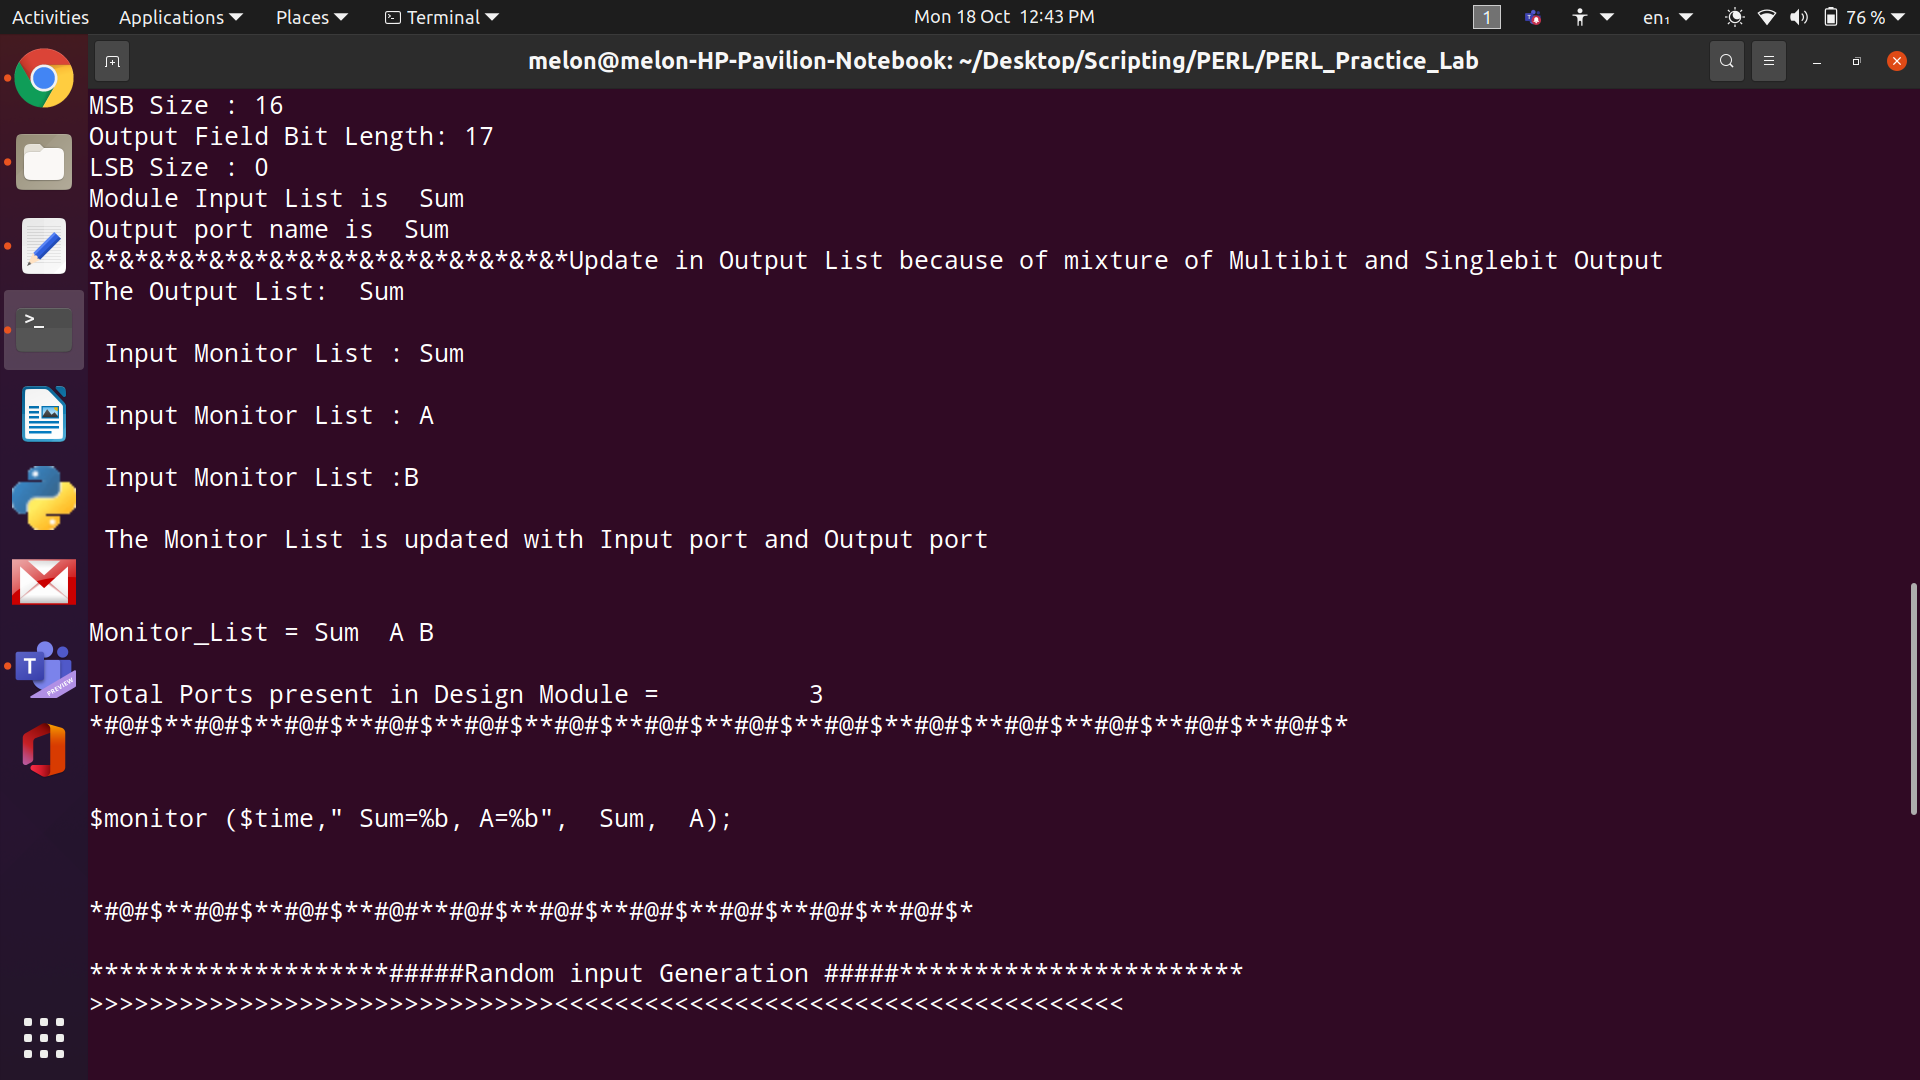 Activities Applications Places Terminal Mon 18 Oct 12:43 PM 1 en₁ 76 %
melon@melon-HP-Pavilion-Notebook: ~/Desktop/Scripting/PERL/PERL_Practice_Lab
MSB Size : 16
Output Field Bit Length: 17
LSB Size : 0
Module Input List is  Sum
Output port name is  Sum
&*&*&*&*&*&*&*&*&*&*&*&*&*&*&*&*Update in Output List because of mixture of Multibit and Singlebit Output
The Output List:  Sum
Input Monitor List : Sum
Input Monitor List : A
Input Monitor List :B
The Monitor List is updated with Input port and Output port
Monitor_List = Sum  A B
Total Ports present in Design Module =          3
*#@#$**#@#$**#@#$**#@#$**#@#$**#@#$**#@#$**#@#$**#@#$**#@#$**#@#$**#@#$**#@#$**#@#$*
$monitor ($time," Sum=%b, A=%b",  Sum,  A);
*#@#$**#@#$**#@#$**#@#**#@#$**#@#$**#@#$**#@#$**#@#$**#@#$*
********************#####Random input Generation #####***********************
>>>>>>>>>>>>>>>>>>>>>>>>>>>>>>><<<<<<<<<<<<<<<<<<<<<<<<<<<<<<<<<<<<<<
>_
T
PREVIEW